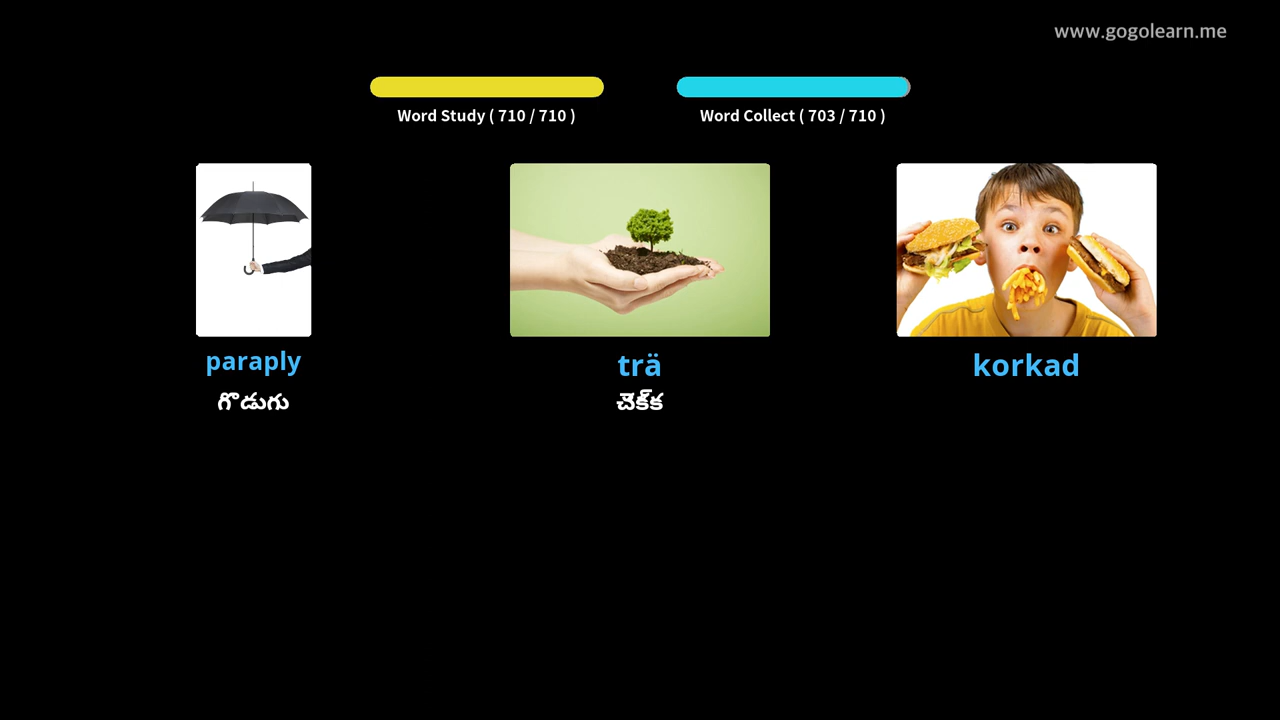 www.gogolearn.me
Word Study ( 710 / 710 )
Word Collect ( 703 / 710 )
paraply
trä
korkad
గొడుగు
చెక్క